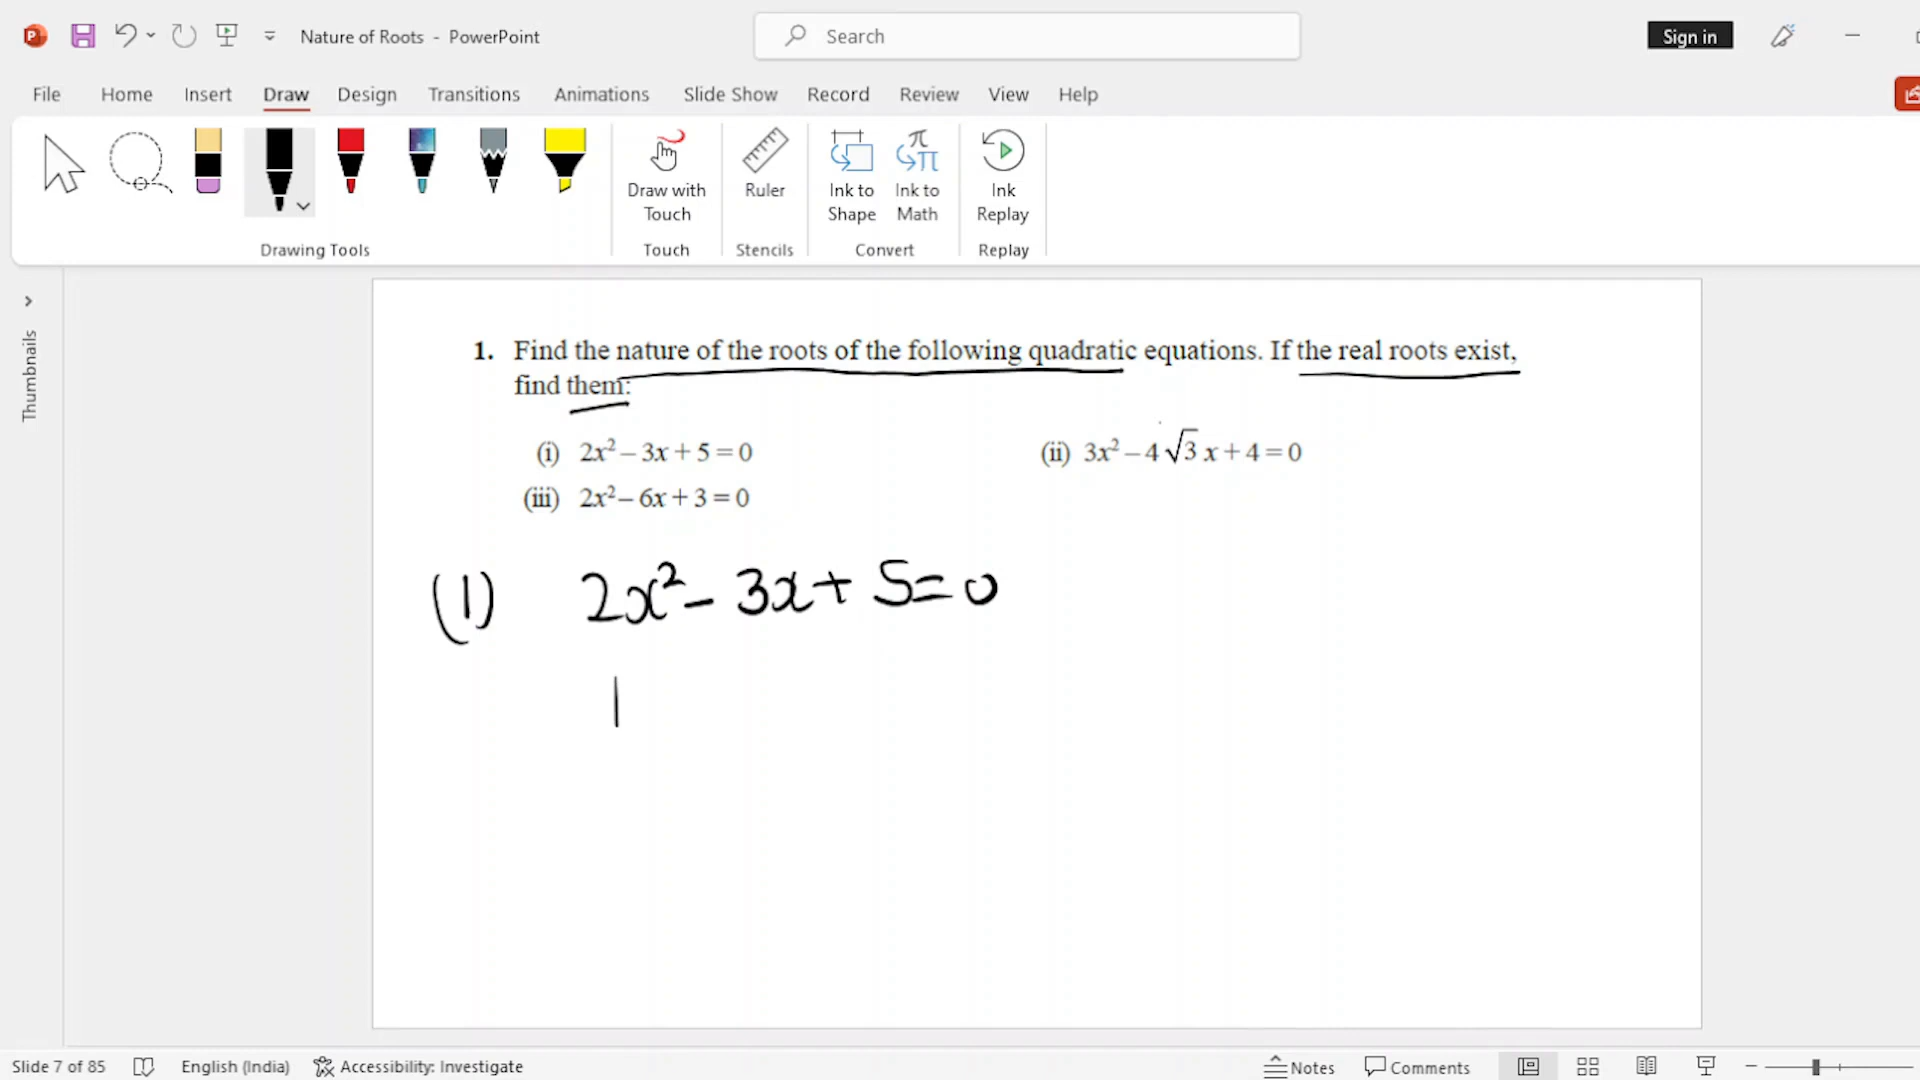 Nature of Roots - PowerPoint
Search
Sign in
File Home Insert Draw Design Transitions Animations Slide Show Record Review View Help
Draw with Touch
Ruler
Ink to Shape
Ink to Math
Ink Replay
Drawing Tools Touch Stencils Convert Replay
Thumbnails
1. Find the nature of the roots of the following quadratic equations. If the real roots exist,
find them:
(i) 2x² – 3x + 5 = 0 (ii) 3x² – 4√3 x + 4 = 0
(iii) 2x² – 6x + 3 = 0
(1) 2x² - 3x + 5 = 0
|
Slide 7 of 85 English (India) Accessibility: Investigate Notes Comments